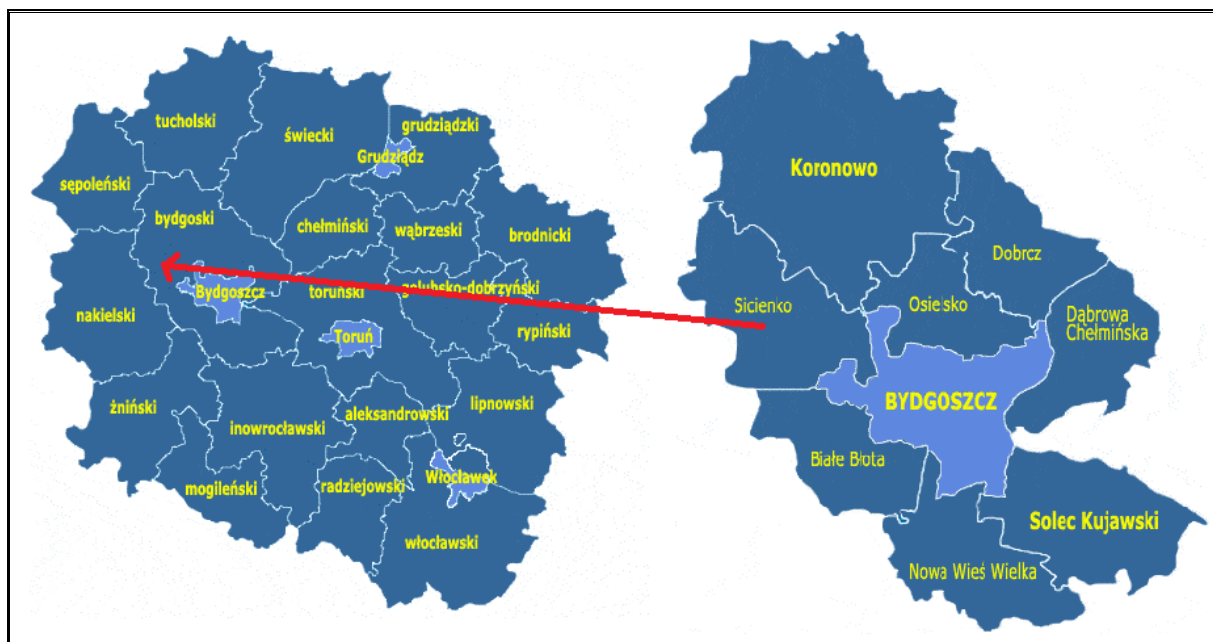 tucholski
świecki
grudziądzki
Grudziądz
sępoleński
bydgoski
chełmiński
wąbrzeski
brodnicki
nakielski
Bydgoszcz
toruński
golubsko-dobrzyński
Toruń
rypiński
żniński
inowrocławski
aleksandrowski
lipnowski
mogileński
radziejowski
Włocławek
włocławski
Koronowo
Dobrcz
Sicienko
Osielsko
Dąbrowa
Chełmińska
BYDGOSZCZ
Białe Błota
Solec Kujawski
Nowa Wieś Wielka